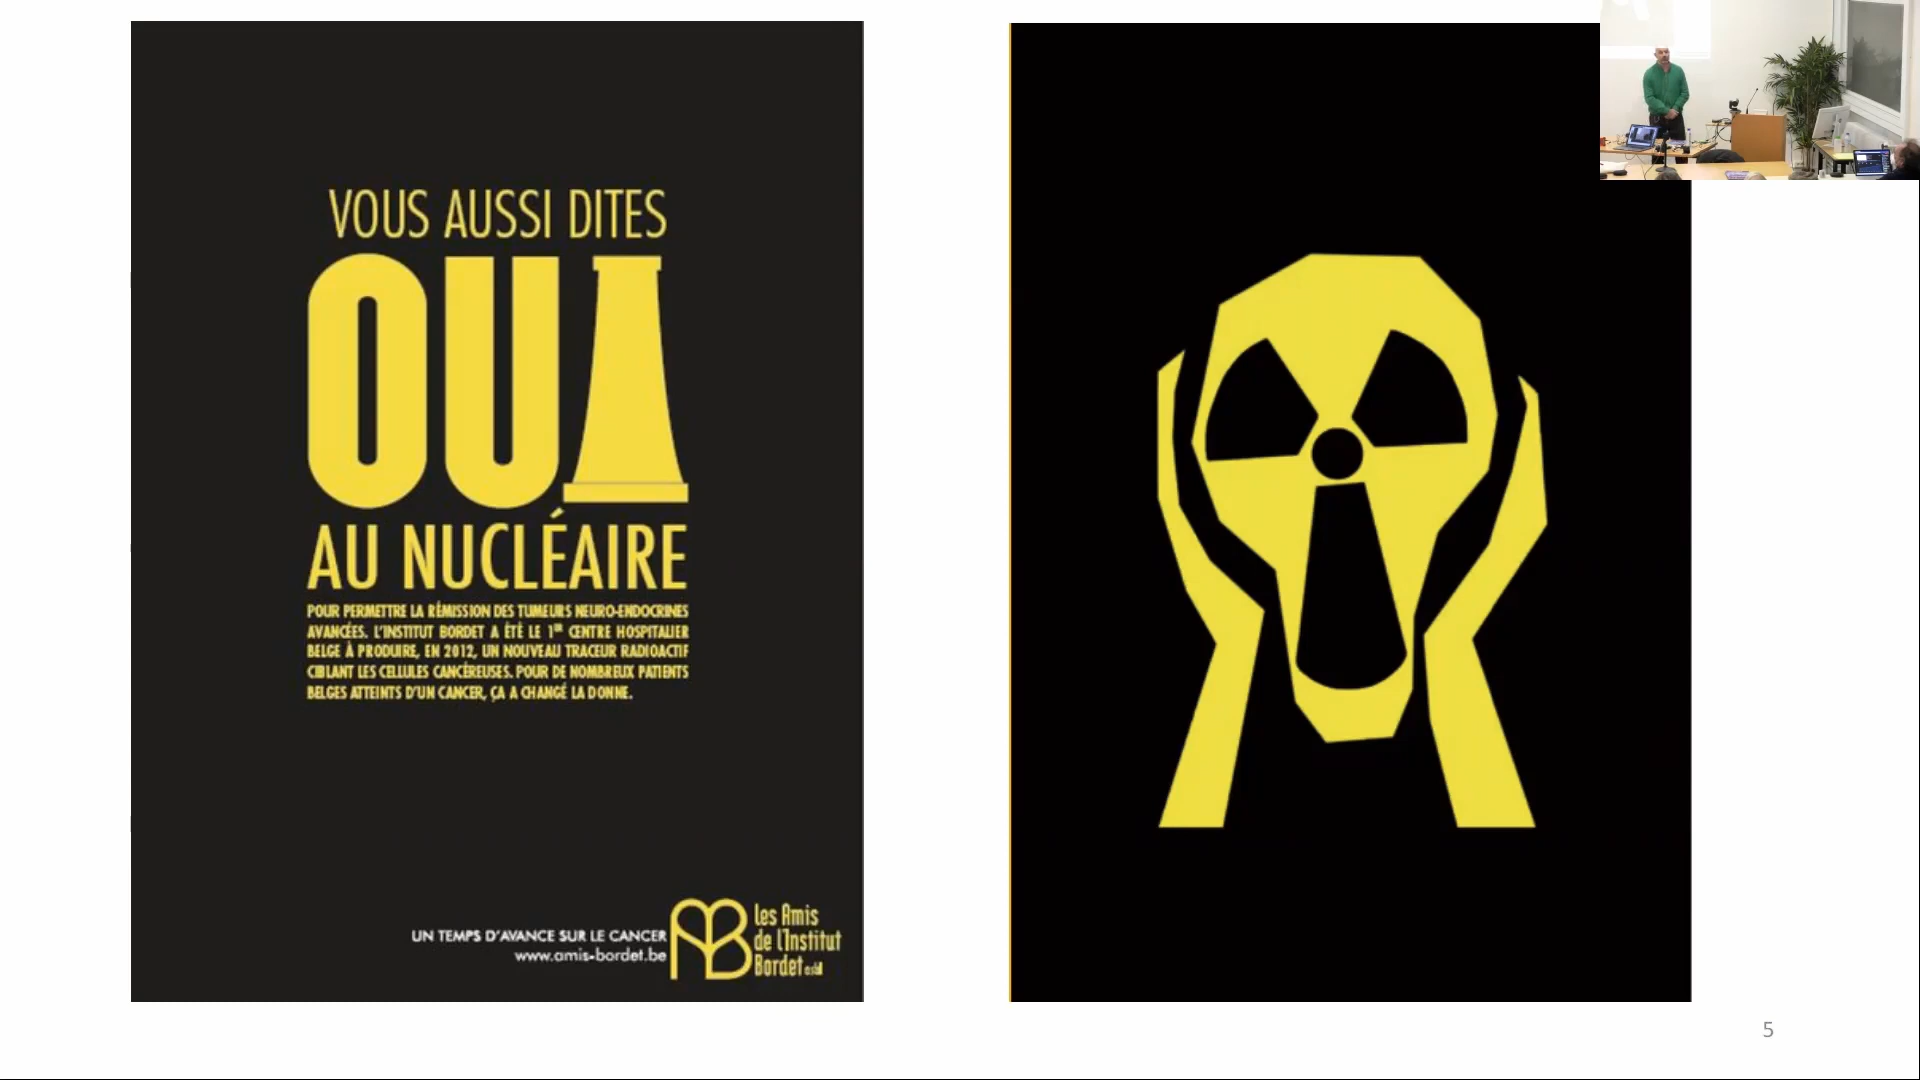 VOUS AUSSI DITES
OUI
AU NUCLÉAIRE
POUR PERMETTRE LA RÉMISSION DES TUMEURS NEURO-ENDOCRINES
AVANCÉES. L'INSTITUT BORDET A ÉTÉ LE 1ER CENTRE HOSPITALIER
BELGE À PRODUIRE, EN 2012, UN NOUVEAU TRACEUR RADIOACTIF
CIBLANT LES CELLULES CANCÉREUSES. POUR DE NOMBREUX PATIENTS
BELGES ATTEINTS D'UN CANCER, ÇA A CHANGÉ LA DONNE.
UN TEMPS D'AVANCE SUR LE CANCER
www.amis-bordet.be
AB
Les Amis
de l'Institut
Bordet asbl
5